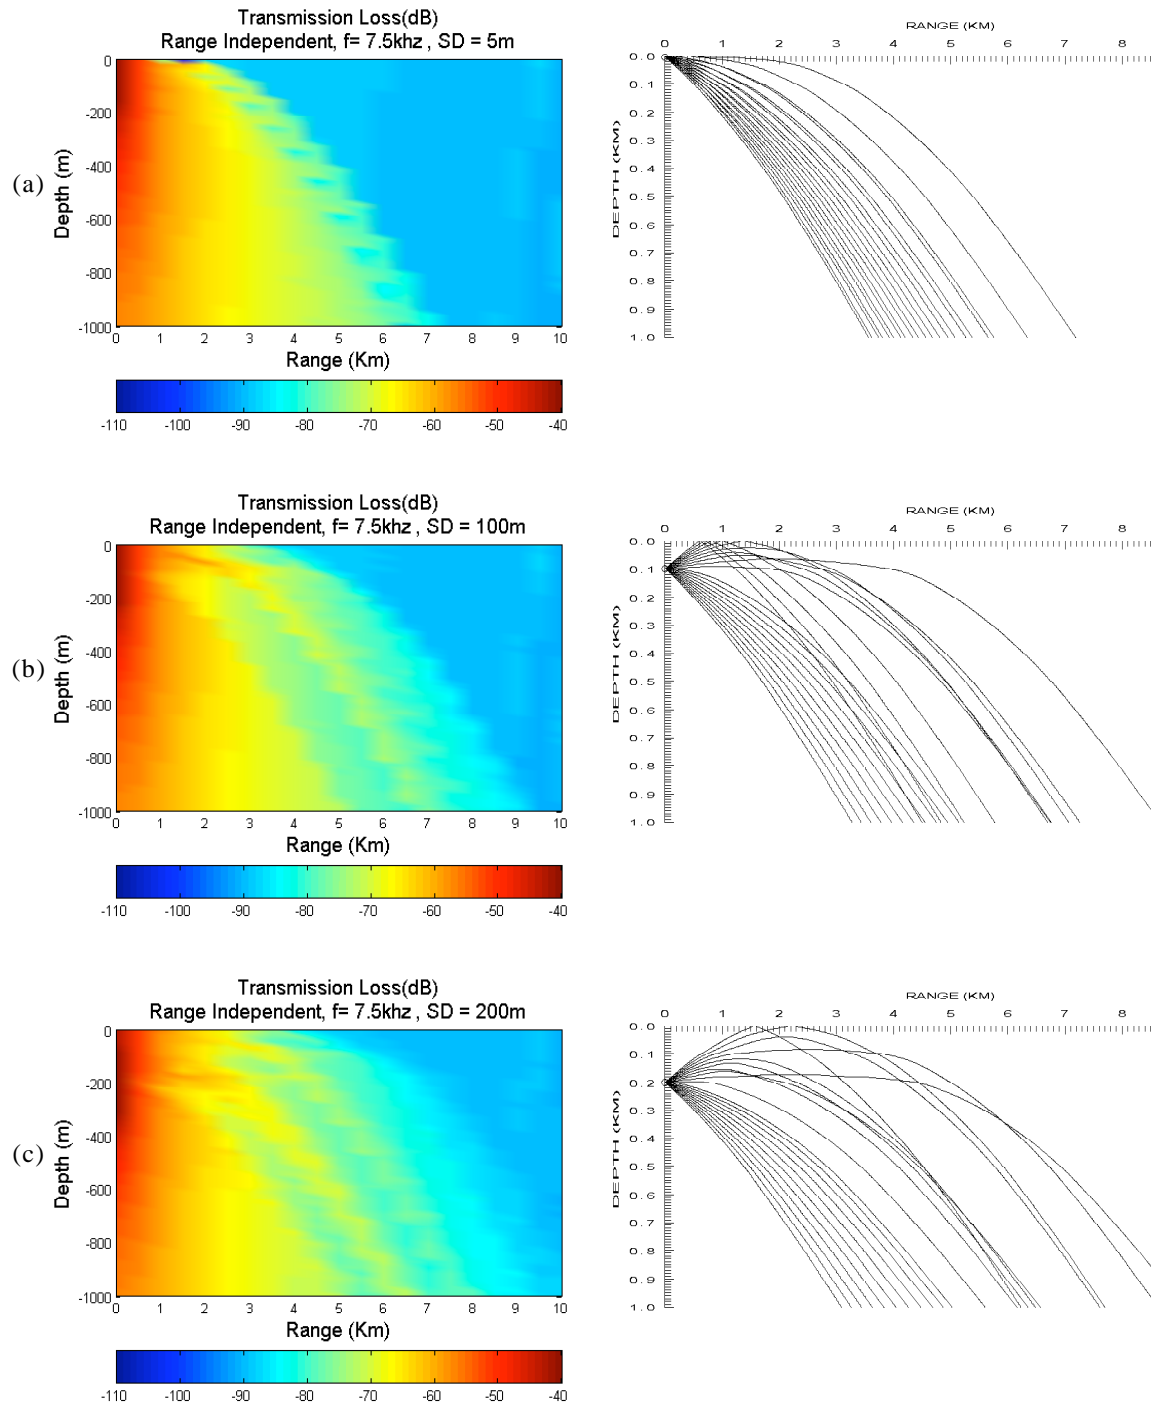 Transmission Loss(dB)
Range Independent, f= 7.5khz , SD = 5m
(a)
Depth (m)
0
-200
-400
-600
-800
-1000
0 1 2 3 4 5 6 7 8 9 10
Range (Km)
-110 -100 -90 -80 -70 -60 -50 -40
RANGE (KM)
0 1 2 3 4 5 6 7 8
DEPTH (KM)
0.0
0.1
0.2
0.3
0.4
0.5
0.6
0.7
0.8
0.9
1.0
Transmission Loss(dB)
Range Independent, f= 7.5khz , SD = 100m
(b)
Depth (m)
0
-200
-400
-600
-800
-1000
0 1 2 3 4 5 6 7 8 9 10
Range (Km)
-110 -100 -90 -80 -70 -60 -50 -40
RANGE (KM)
0 1 2 3 4 5 6 7 8
DEPTH (KM)
0.0
0.1
0.2
0.3
0.4
0.5
0.6
0.7
0.8
0.9
1.0
Transmission Loss(dB)
Range Independent, f= 7.5khz , SD = 200m
(c)
Depth (m)
0
-200
-400
-600
-800
-1000
0 1 2 3 4 5 6 7 8 9 10
Range (Km)
-110 -100 -90 -80 -70 -60 -50 -40
RANGE (KM)
0 1 2 3 4 5 6 7 8
DEPTH (KM)
0.0
0.1
0.2
0.3
0.4
0.5
0.6
0.7
0.8
0.9
1.0